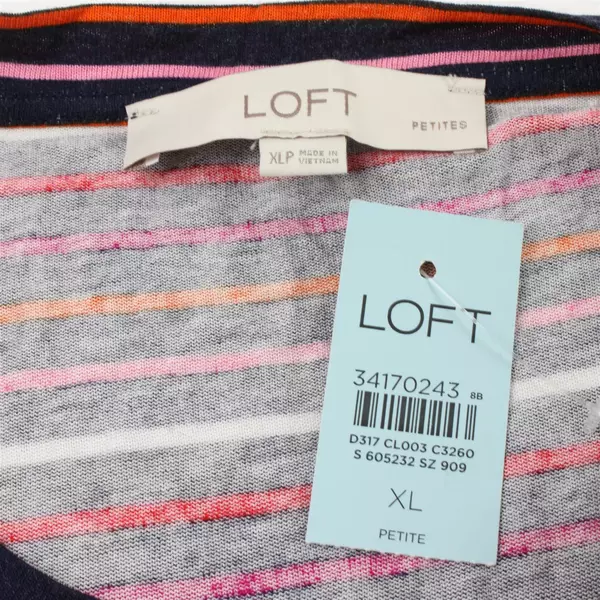 LOFT
PETITES
XLP MADE IN
VIETNAM
LOFT
34170243 8B
D317 CL003 C3260
S 605232 SZ 909
XL
PETITE